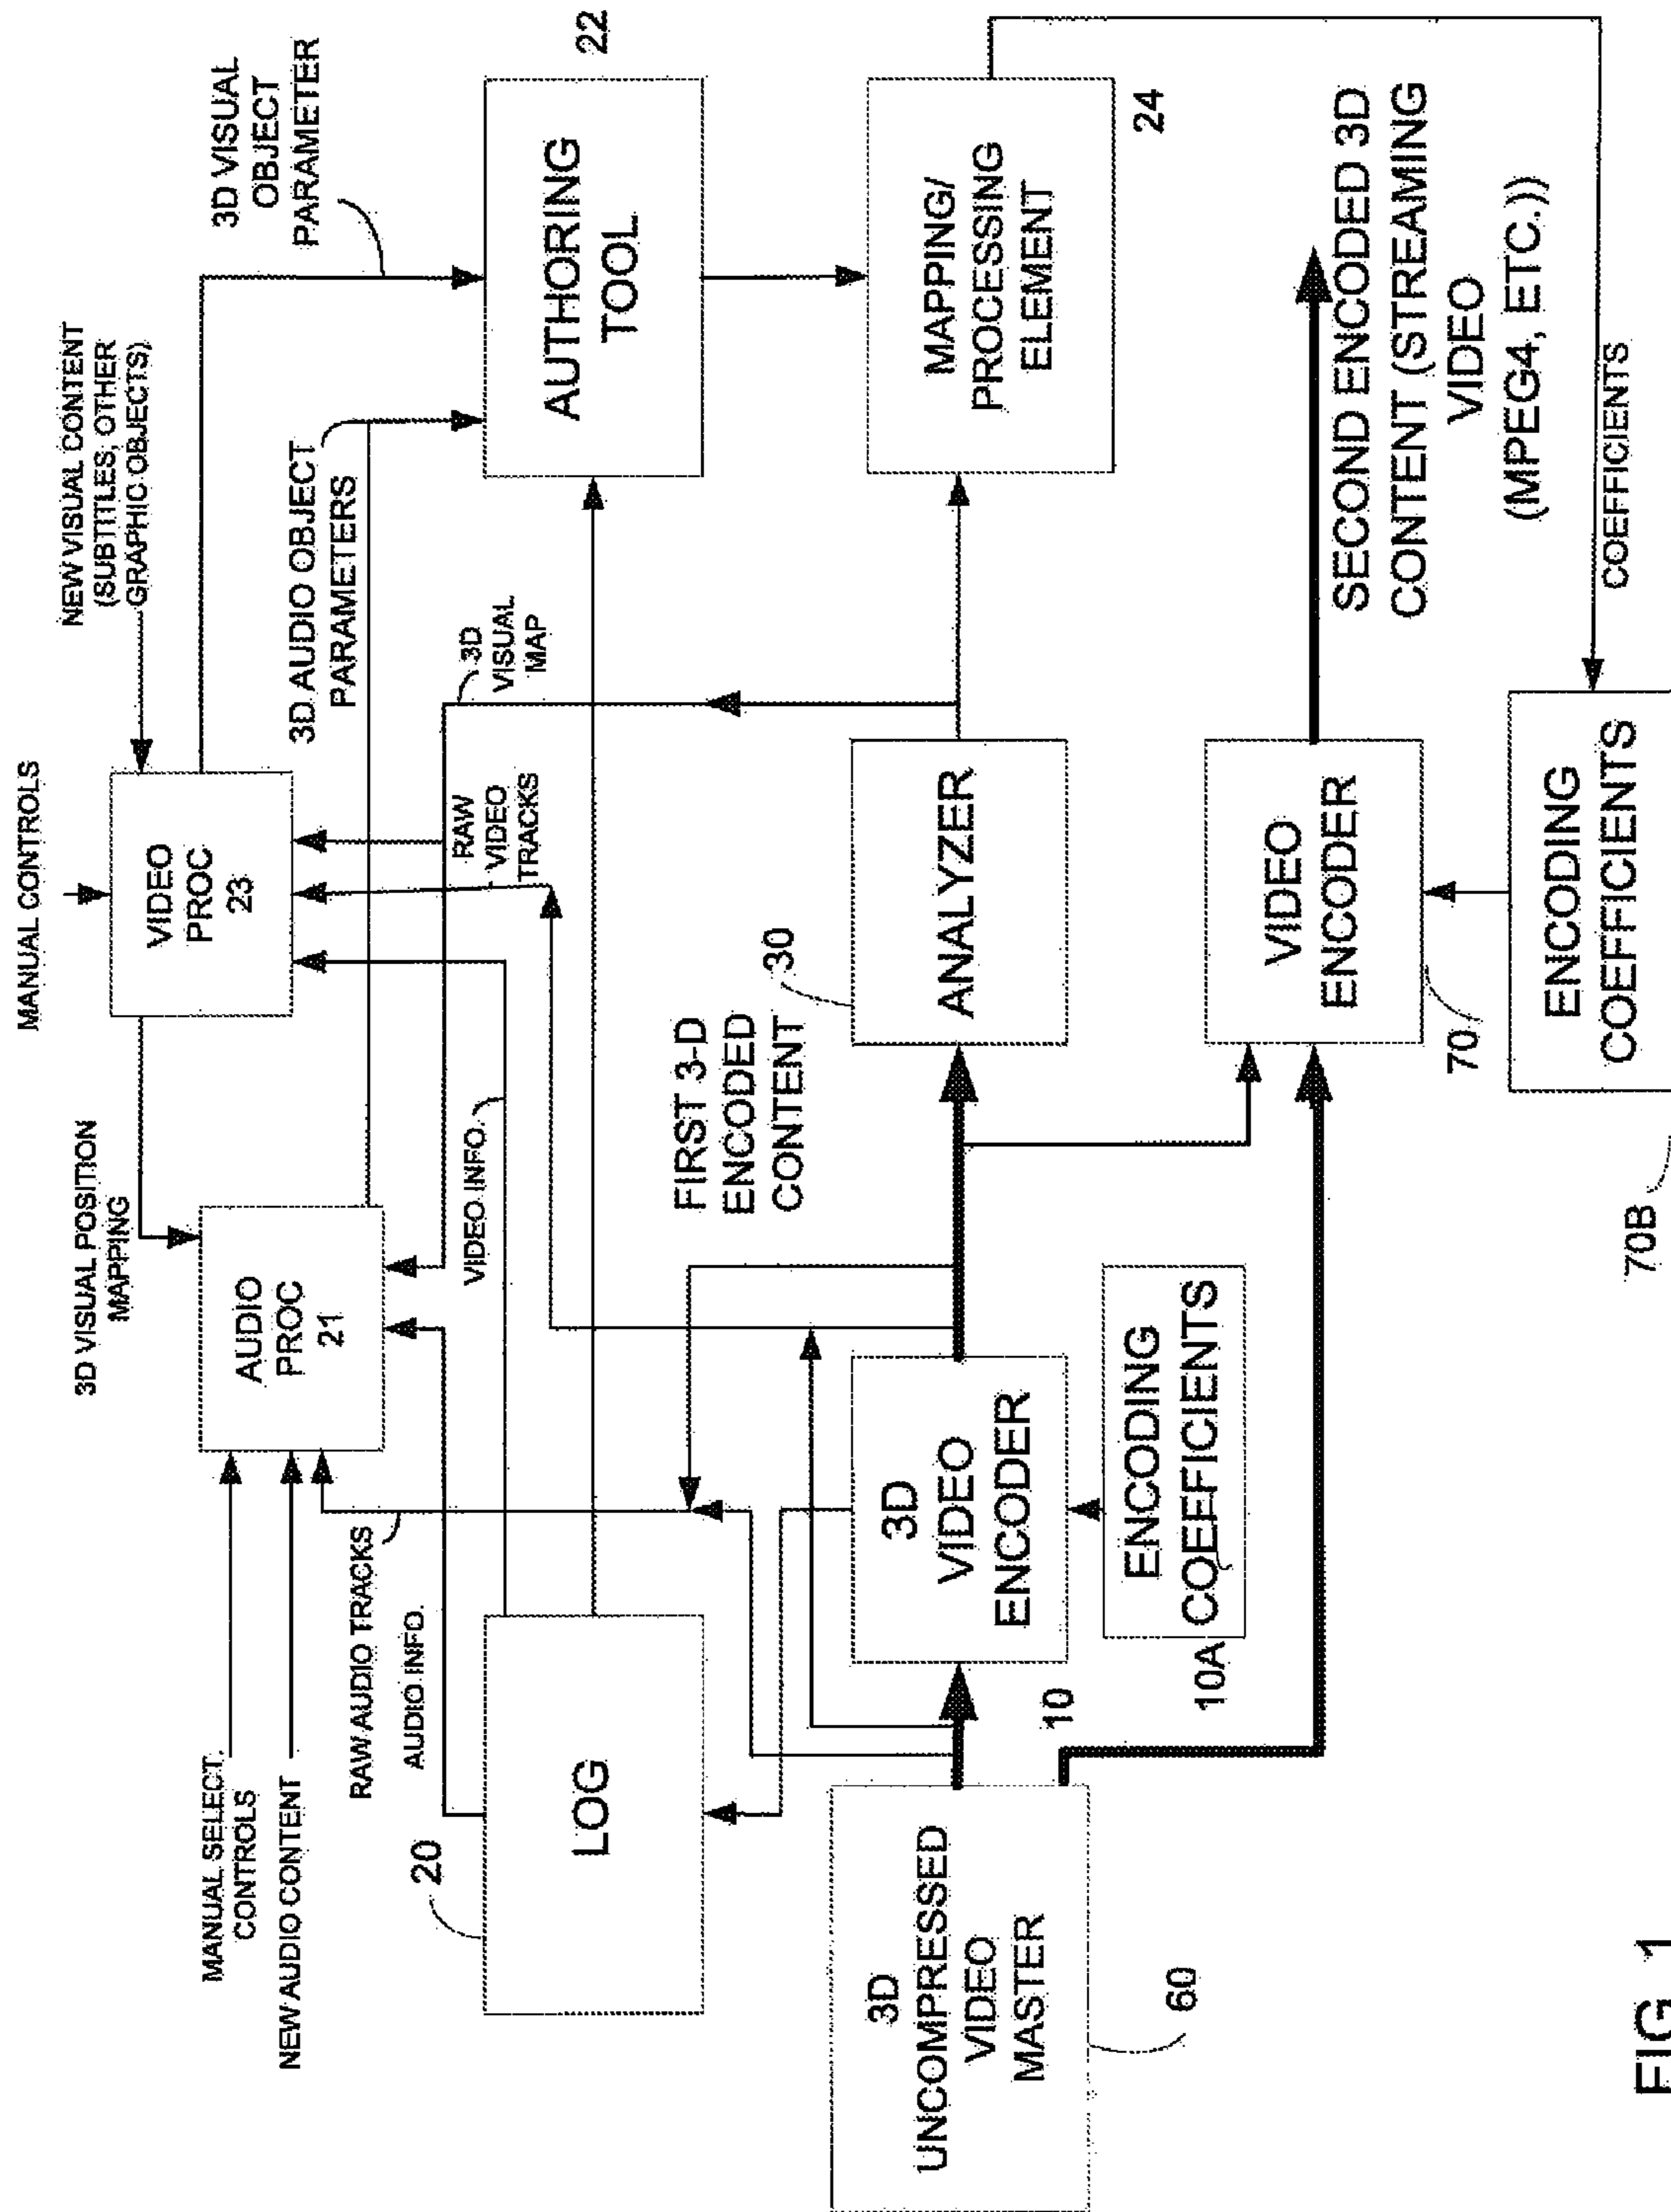 MANUAL CONTROLS
NEW VISUAL CONTENT
(SUBTITLES, OTHER
GRAPHIC OBJECTS)
3D VISUAL
OBJECT
PARAMETER
3D VISUAL POSITION
MAPPING
VIDEO
PROC
23
MANUAL SELECT.
CONTROLS
NEW AUDIO CONTENT
AUDIO
PROC
21
3D AUDIO OBJECT
PARAMETERS
22
RAW AUDIO TRACKS
AUDIO INFO.
VIDEO INFO.
RAW
VIDEO
TRACKS
3D
VISUAL
MAP
20
LOG
AUTHORING
TOOL
FIRST 3-D
ENCODED
CONTENT
30
3D
UNCOMPRESSED
VIDEO
MASTER
60
10
3D
VIDEO
ENCODER
ANALYZER
MAPPING/
PROCESSING
ELEMENT
24
10A
ENCODING
COEFFICIENTS
VIDEO
ENCODER
70
SECOND ENCODED 3D
CONTENT (STREAMING
VIDEO
(MPEG4, ETC.))
70B
ENCODING
COEFFICIENTS
COEFFICIENTS
FIG. 1